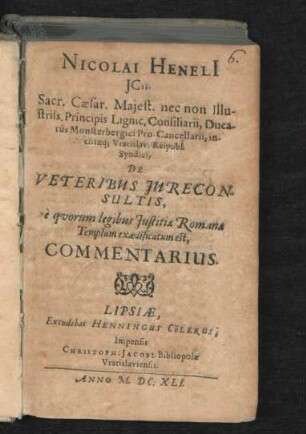 6.
NICOLAI HENELI
JCti.
Sacr. Cæsar. Majest. nec non Illu-
striss. Principis Lignic. Consiliarii, Duca-
tus Monsterbergici Pro-Cancellarii, in-
clitæq; Vratislav. Reipubl.
Syndici,
DE
VETERIBUS JURECON-
SULTIS,
è qvorum legibus Justitiæ Romanæ
Templum exædificatum est,
COMMENTARIUS.
LIPSIÆ,
Excudebat HENNINGUS CÖLERUS;
Impensis
CHRISTOPH-JACOBI Bibliopolæ
Vratislaviensis.
ANNO M. DC. XLI.